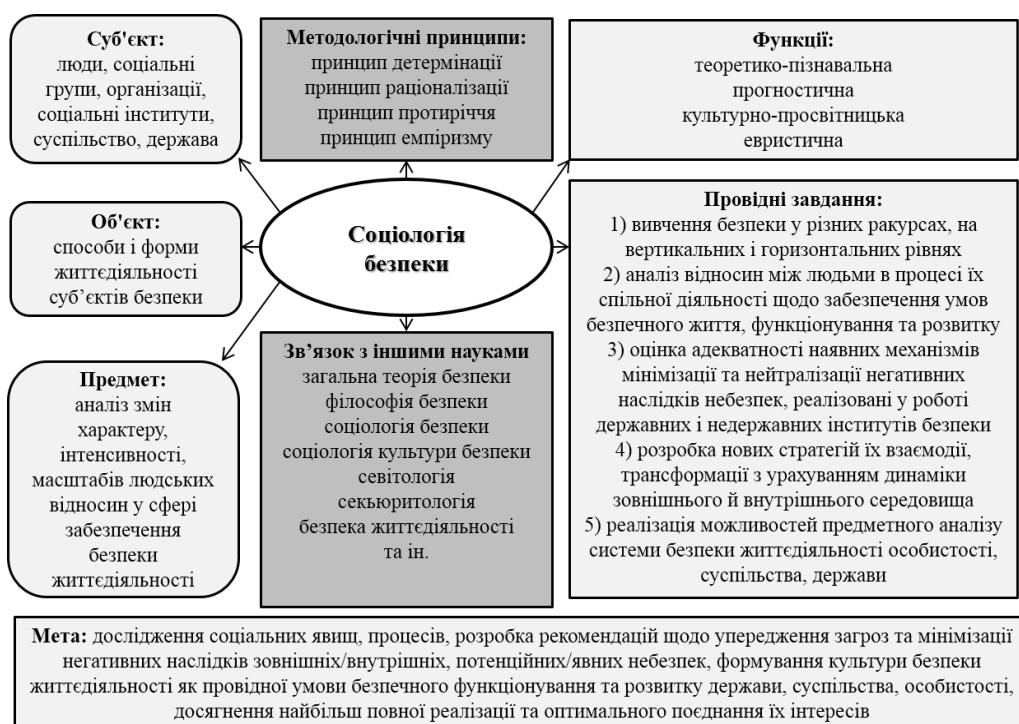 Суб'єкт:
люди, соціальні
групи, організації,
соціальні інститути,
суспільство, держава
Методологічні принципи:
принцип детермінації
принцип раціоналізації
принцип протиріччя
принцип емпіризму
Функції:
теоретико-пізнавальна
прогностична
культурно-просвітницька
евристична
Об'єкт:
способи і форми
життєдіяльності
суб’єктів безпеки
Соціологія
безпеки
Провідні завдання:
1) вивчення безпеки у різних ракурсах, на
вертикальних і горизонтальних рівнях
2) аналіз відносин між людьми в процесі їх
спільної діяльності щодо забезпечення умов
безпечного життя, функціонування та розвитку
3) оцінка адекватності наявних механізмів
мінімізації та нейтралізації негативних
наслідків небезпек, реалізовані у роботі
державних і недержавних інститутів безпеки
4) розробка нових стратегій їх взаємодії,
трансформації з урахуванням динаміки
зовнішнього й внутрішнього середовища
5) реалізація можливостей предметного аналізу
системи безпеки життєдіяльності особистості,
суспільства, держави
Предмет:
аналіз змін
характеру,
інтенсивності,
масштабів людських
відносин у сфері
забезпечення
безпеки
життєдіяльності
Зв’язок з іншими науками
загальна теорія безпеки
філософія безпеки
соціологія безпеки
соціологія культури безпеки
севітологія
секьюритологія
безпека життєдіяльності
та ін.
Мета: дослідження соціальних явищ, процесів, розробка рекомендацій щодо упередження загроз та мінімізації
негативних наслідків зовнішніх/внутрішніх, потенційних/явних небезпек, формування культури безпеки
життєдіяльності як провідної умови безпечного функціонування та розвитку держави, суспільства, особистості,
досягнення найбільш повної реалізації та оптимального поєднання їх інтересів